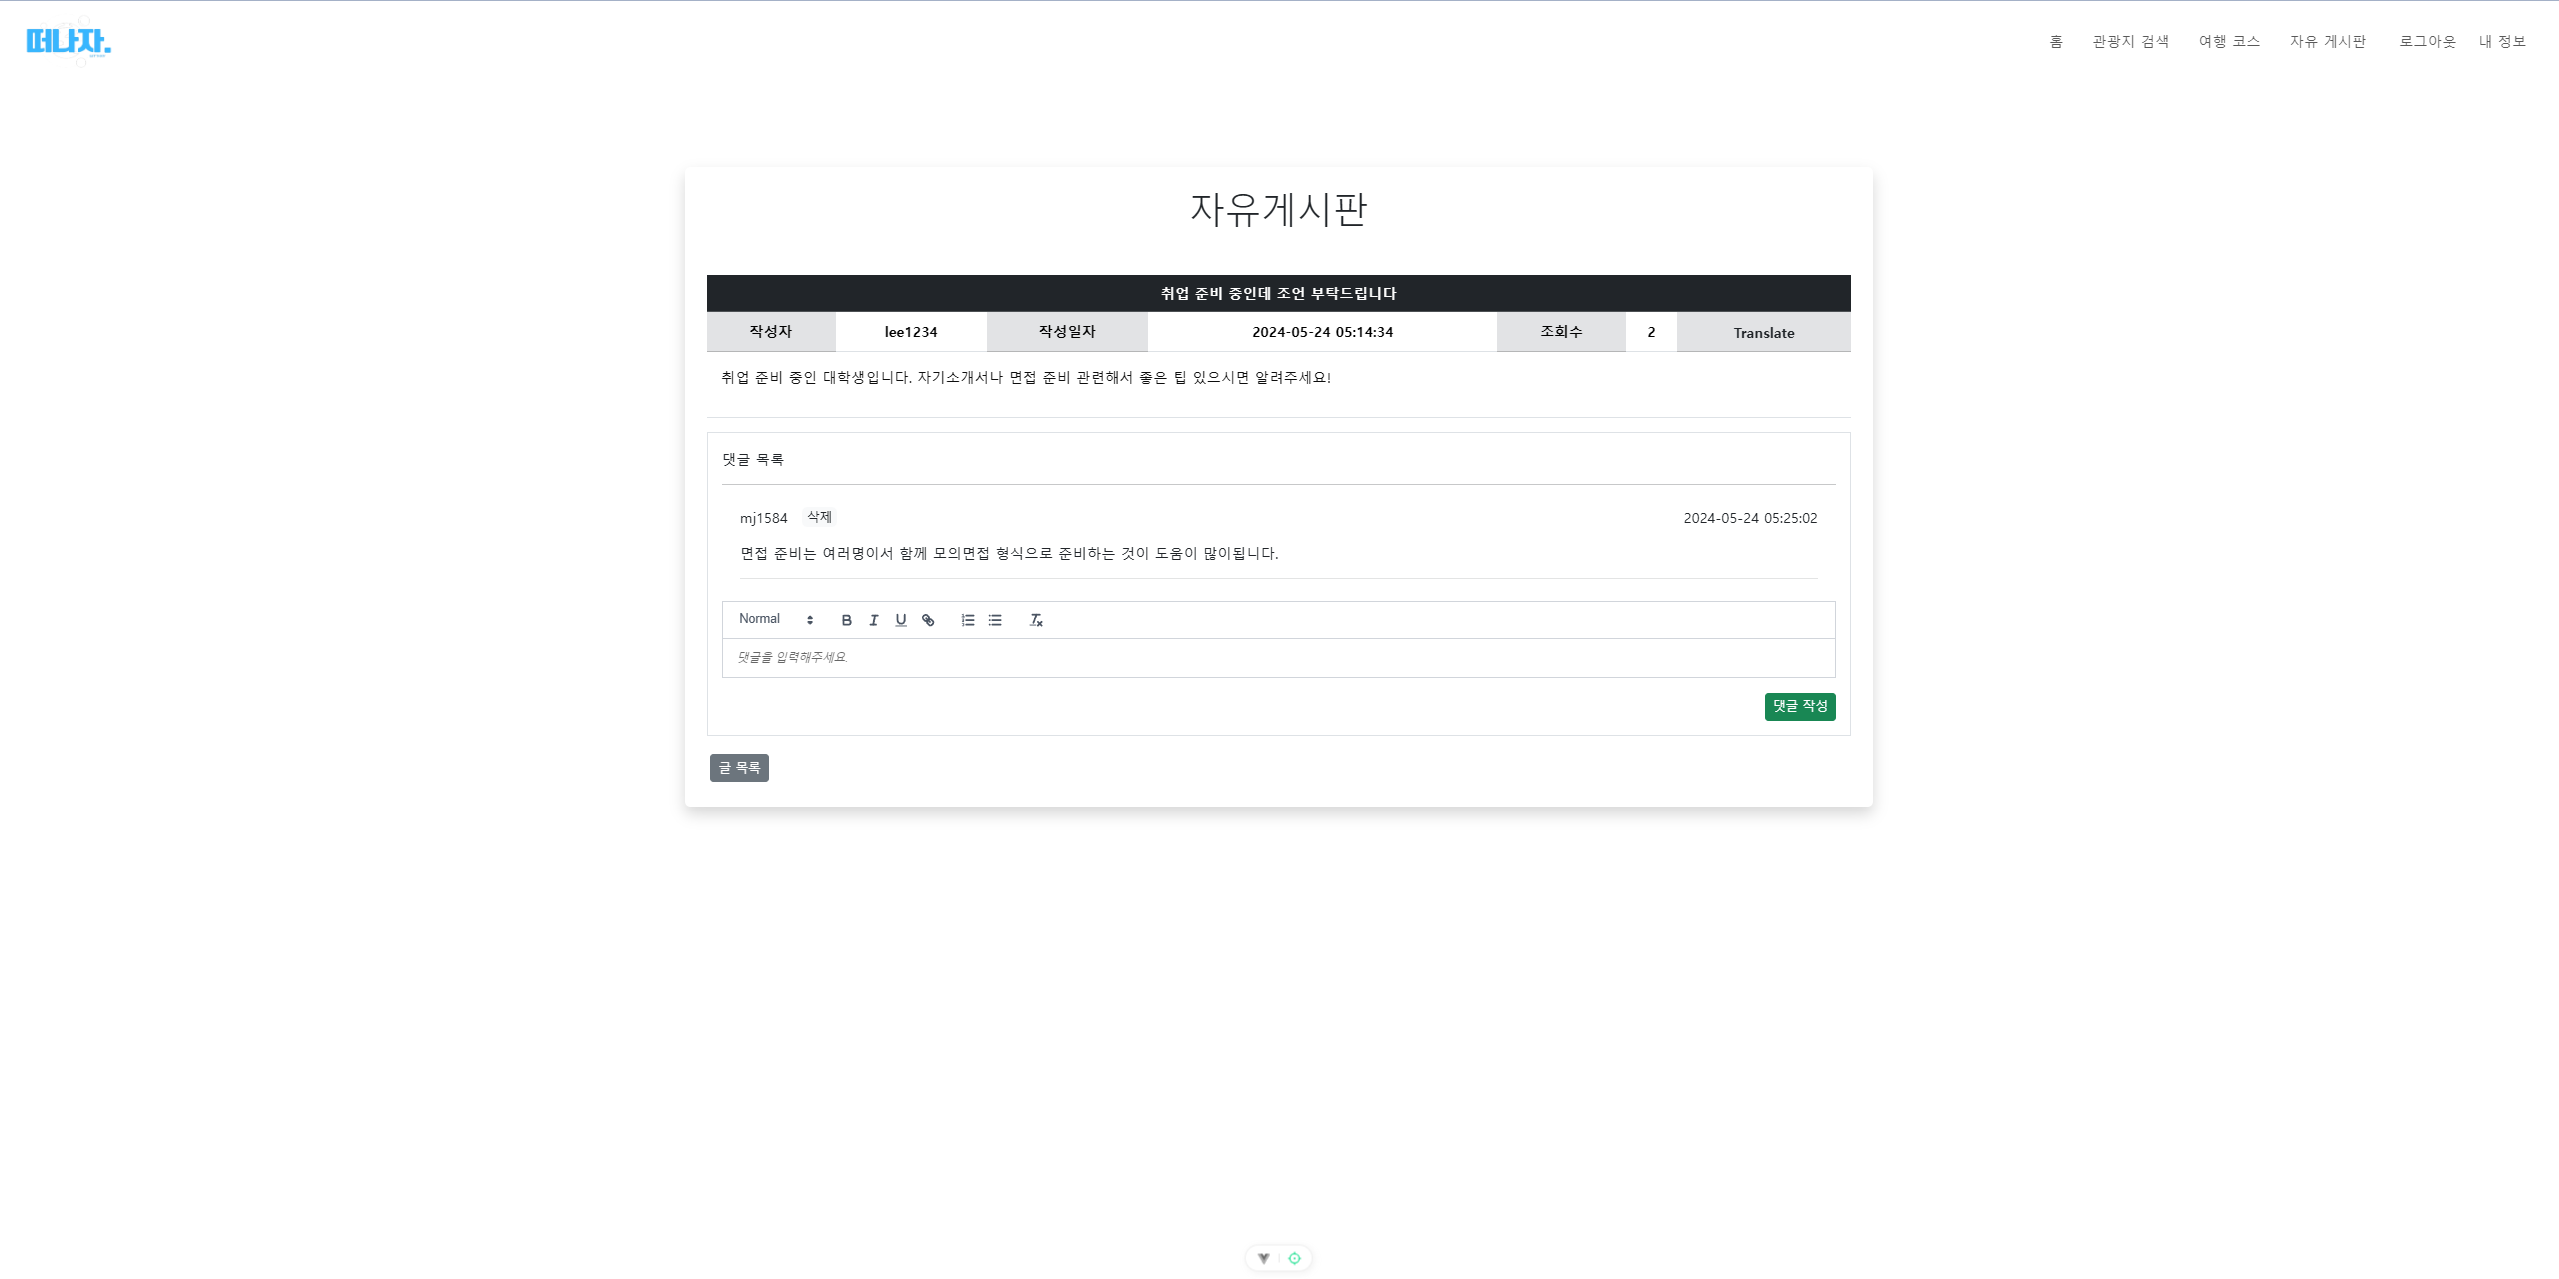 떠나자.
홈 관광지 검색 여행 코스 자유 게시판 로그아웃 내 정보
자유게시판
취업 준비 중인데 조언 부탁드립니다
작성자 lee1234 작성일자 2024-05-24 05:14:34 조회수 2 Translate
취업 준비 중인 대학생입니다. 자기소개서나 면접 준비 관련해서 좋은 팁 있으시면 알려주세요!
댓글 목록
mj1584 삭제 2024-05-24 05:25:02
면접 준비는 여러명이서 함께 모의면접 형식으로 준비하는 것이 도움이 많이됩니다.
Normal
댓글을 입력해주세요.
댓글 작성
글 목록